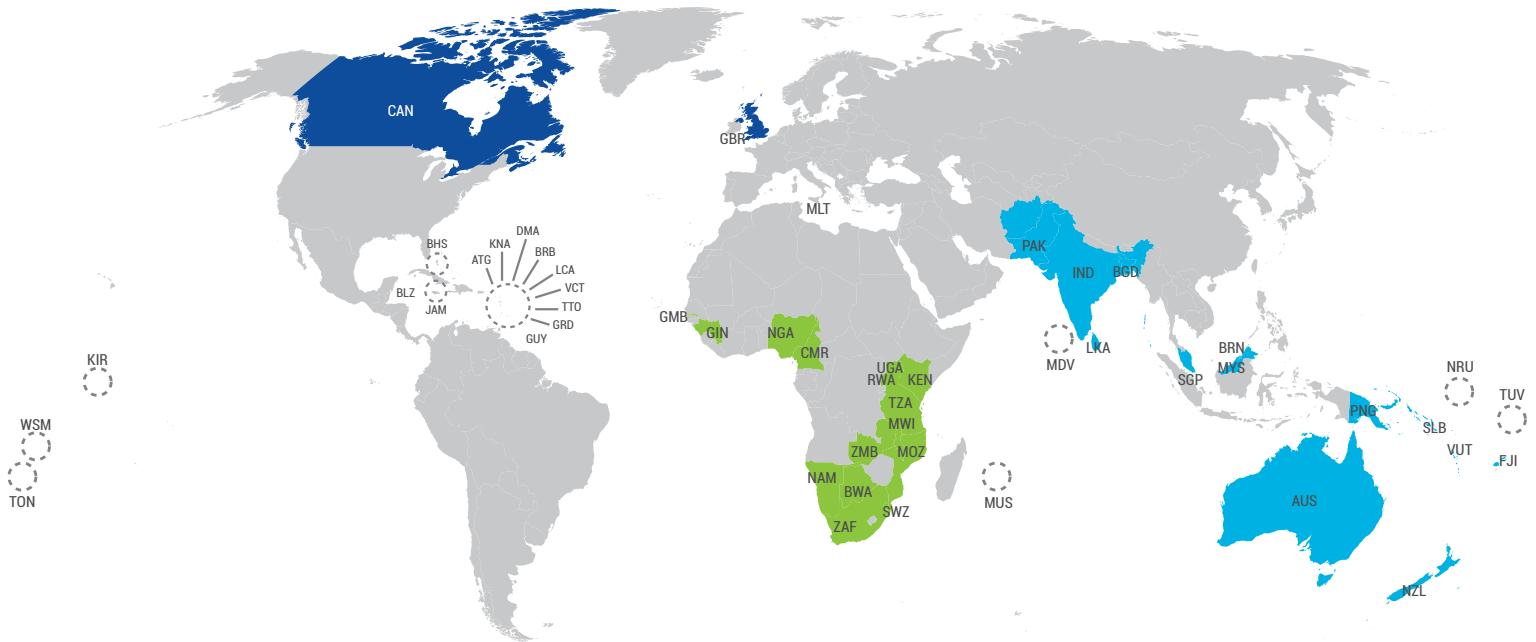 CAN
GBR
MLT
DMA
KNA
BHS
BRB
ATG
LCA
PAK
IND
BGD
BLZ
VCT
JAM
TTO
GRD
GUY
GMB
GIN
NGA
CMR
MDV
LKA
BRN
KIR
UGA
RWA
KEN
SGP
MYS
NRU
TUV
TZA
PNG
WSM
MWI
SLB
ZMB
MOZ
VUT
FJI
NAM
BWA
TON
MUS
AUS
SWZ
ZAF
NZL